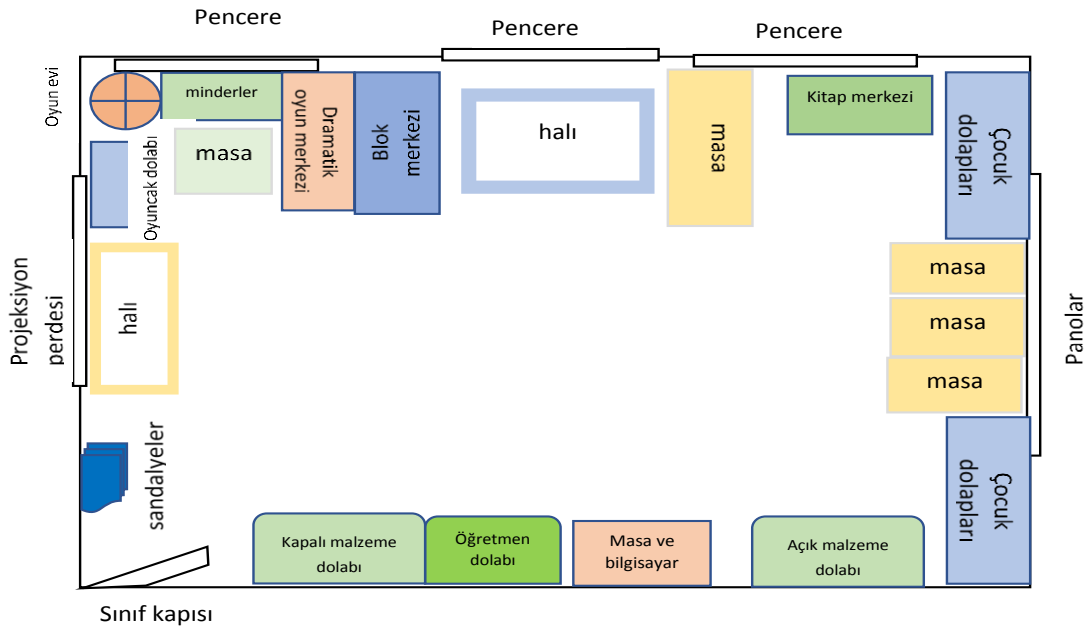 Pencere
Pencere
Pencere
Oyun evi
minderler
Dramatik
oyun merkezi
Blok
merkezi
halı
masa
Kitap merkezi
Çocuk
dolapları
Oyuncak dolabı
masa
Projeksiyon
perdesi
halı
masa
masa
masa
Panolar
sandalyeler
Çocuk
dolapları
Kapalı malzeme
dolabı
Öğretmen
dolabı
Masa ve
bilgisayar
Açık malzeme
dolabı
Sınıf kapısı